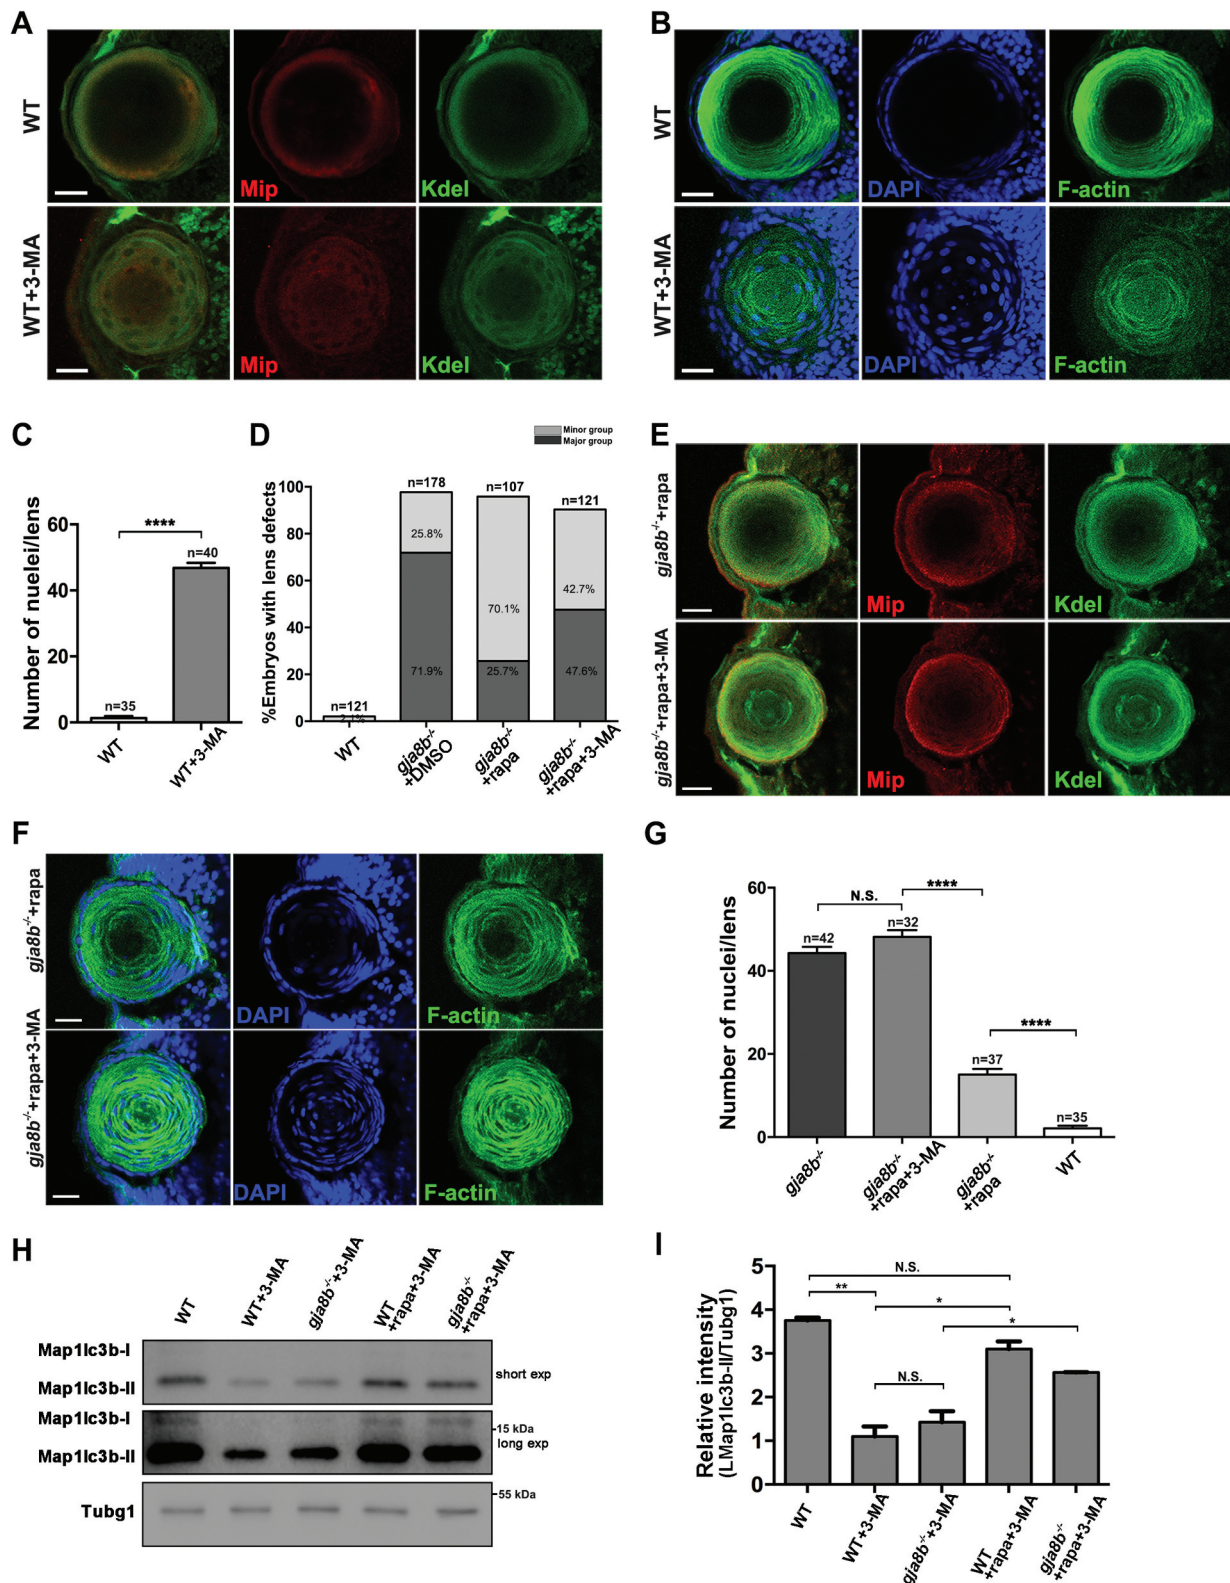 A
WT
WT+3-MA
Mip
Kdel
Mip
Kdel
B
WT
WT+3-MA
DAPI
F-actin
DAPI
F-actin
C
Number of nuelei/lens
60
40
20
0
****
n=35
n=40
WT
WT+3-MA
D
Minor group
Major group
%Embryos with lens defects
100
80
60
40
20
0
n=121
2.1%
n=178
25.8%
71.9%
n=107
70.1%
25.7%
n=121
42.7%
47.6%
WT
gja8b-/-
+DMSO
gja8b-/-
+rapa
gja8b-/-
+rapa+3-MA
E
gja8b-/-+rapa
gja8b-/-+rapa+3-MA
Mip
Kdel
Mip
Kdel
F
gja8b-/-+rapa
gja8b-/-+rapa+3-MA
DAPI
F-actin
DAPI
F-actin
G
Number of nuclei/lens
60
40
20
0
N.S.
****
****
n=42
n=32
n=37
n=35
gja8b-/-
gja8b-/-
+rapa+3-MA
gja8b-/-
+rapa
WT
H
WT
WT+3-MA
gja8b-/-+3-MA
WT
+rapa+3-MA
gja8b-/-
+rapa+3-MA
Map1lc3b-I
Map1lc3b-II
short exp
Map1lc3b-I
Map1lc3b-II
15 kDa
long exp
Tubg1
55 kDa
I
Relative intensity
(LMap1lc3b-II/Tubg1)
5
4
3
2
1
0
N.S.
**
*
*
N.S.
WT
WT+3-MA
gja8b-/-+3-MA
WT
+rapa+3-MA
gja8b-/-
+rapa+3-MA